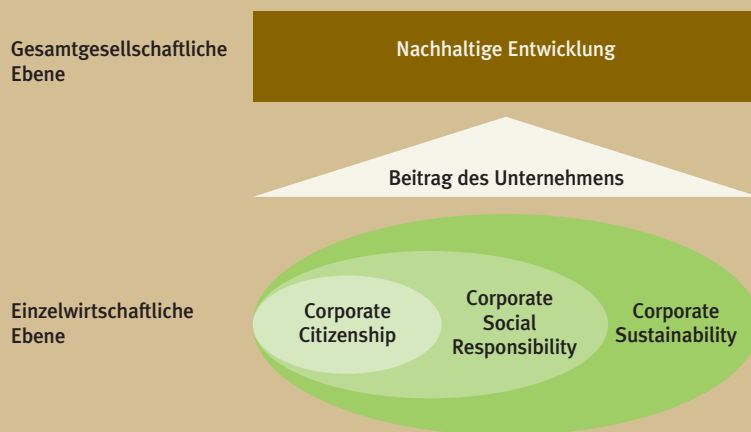 Gesamtgesellschaftliche
Ebene
Nachhaltige Entwicklung
Beitrag des Unternehmens
Einzelwirtschaftliche
Ebene
Corporate
Citizenship
Corporate
Social
Responsibility
Corporate
Sustainability